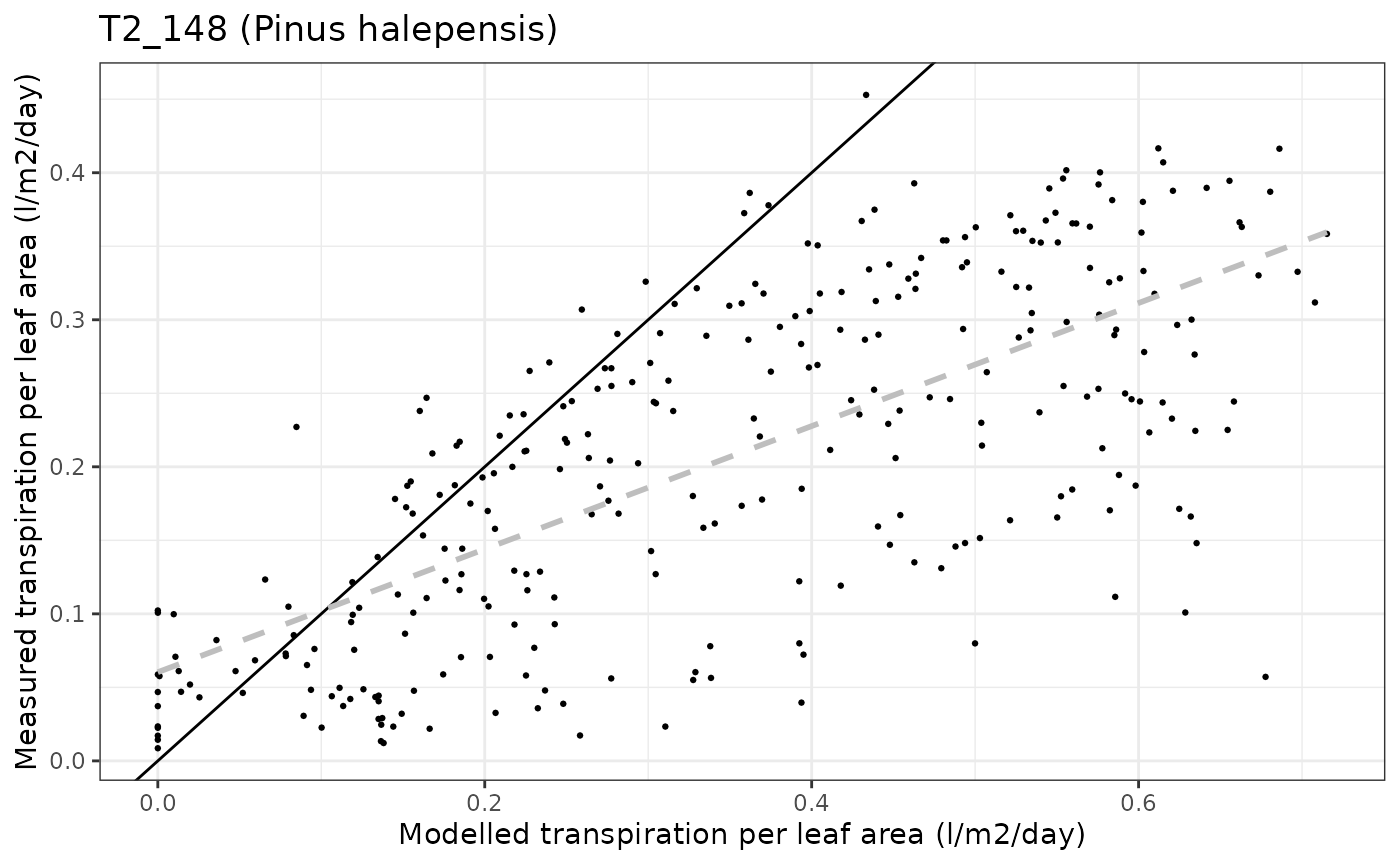 T2_148 (Pinus halepensis)
Measured transpiration per leaf area (l/m2/day)
0.4
0.3
0.2
0.1
0.0
0.0 0.2 0.4 0.6
Modelled transpiration per leaf area (l/m2/day)